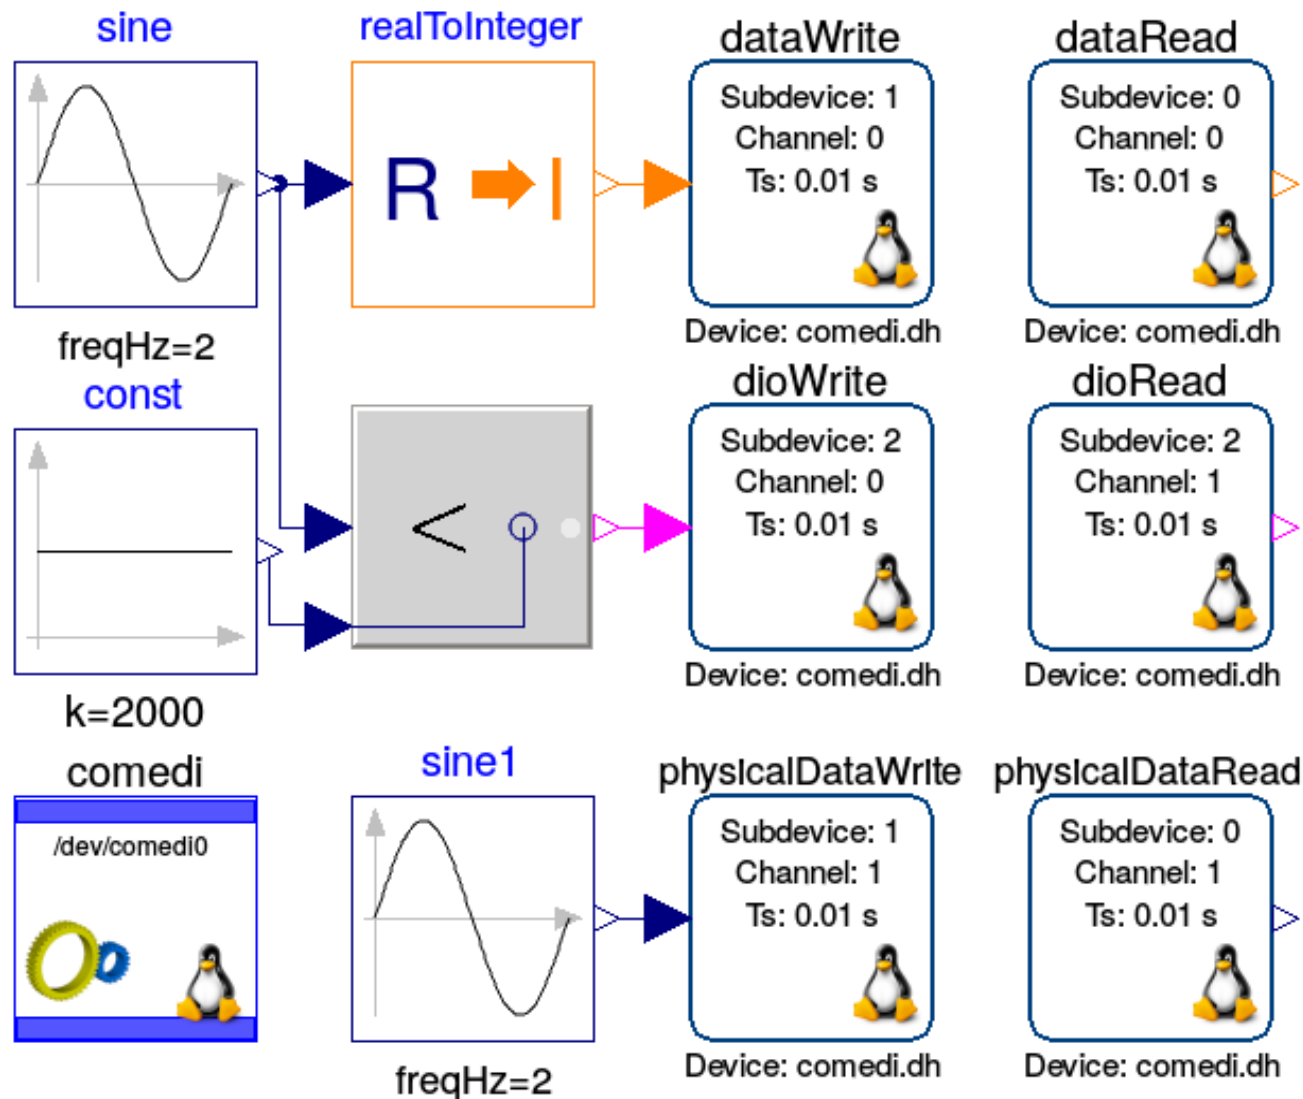 sine
realToInteger
dataWrite
dataRead
R
I
Subdevice: 1
Channel: 0
Ts: 0.01 s
Subdevice: 0
Channel: 0
Ts: 0.01 s
freqHz=2
Device: comedi.dh
Device: comedi.dh
const
dioWrite
dioRead
<
Subdevice: 2
Channel: 0
Ts: 0.01 s
Subdevice: 2
Channel: 1
Ts: 0.01 s
k=2000
Device: comedi.dh
Device: comedi.dh
comedi
sine1
physicalDataWrite
physicalDataRead
/dev/comedi0
Subdevice: 1
Channel: 1
Ts: 0.01 s
Subdevice: 0
Channel: 1
Ts: 0.01 s
freqHz=2
Device: comedi.dh
Device: comedi.dh